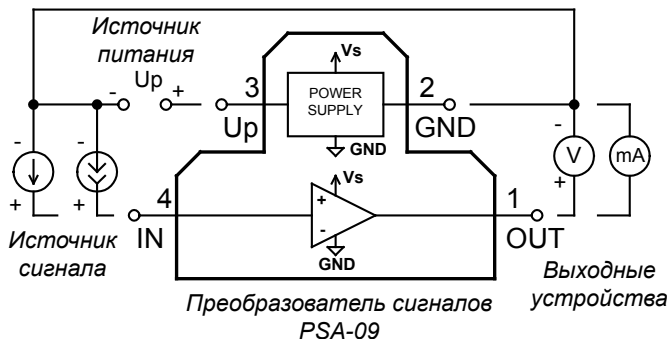 Источник
питания
Up
- +
3
Up
Vs
POWER
SUPPLY
GND
2
GND
- -
+ +
-
V
+
mA
4
IN
Vs
+
-
GND
1
OUT
Источник
сигнала
Выходные
устройства
Преобразователь сигналов
PSA-09